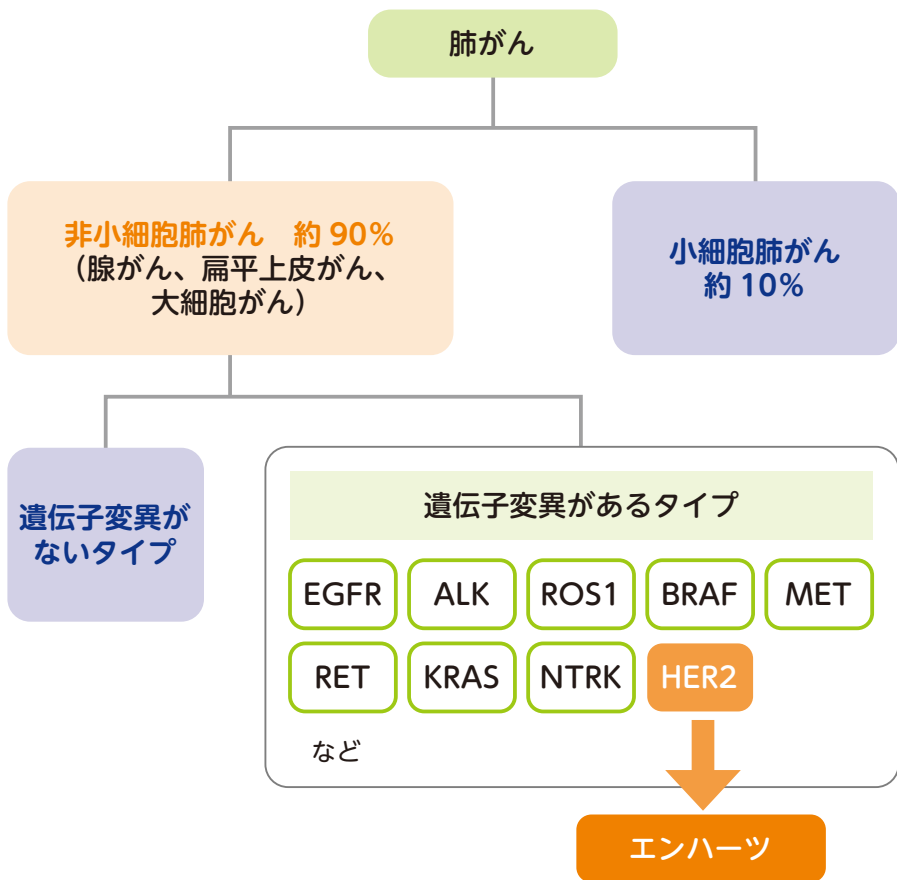 肺がん
非小細胞肺がん　約 90%
（腺がん、扁平上皮がん、
大細胞がん）
小細胞肺がん
約 10%
遺伝子変異が
ないタイプ
遺伝子変異があるタイプ
EGFR ALK ROS1 BRAF MET
RET KRAS NTRK HER2
など
エンハーツ